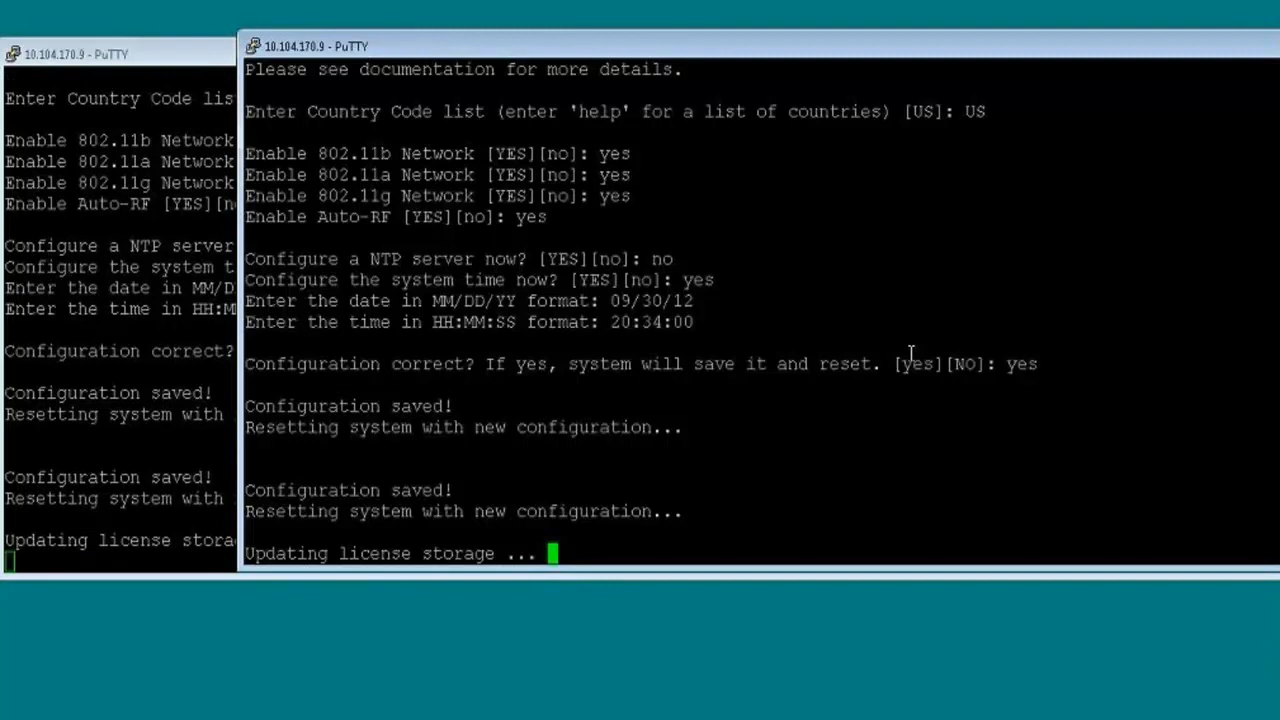 10.104.170.9 - PuTTY
Enter Country Code lis
Enable 802.11b Network
Enable 802.11a Network
Enable 802.11g Network
Enable Auto-RF [YES][n
Configure a NTP server
Configure the system t
Enter the date in MM/D
Enter the time in HH:M
Configuration correct?
Configuration saved!
Resetting system with
Configuration saved!
Resetting system with
Updating license stora
10.104.170.9 - PuTTY
Please see documentation for more details.
Enter Country Code list (enter 'help' for a list of countries) [US]: US
Enable 802.11b Network [YES][no]: yes
Enable 802.11a Network [YES][no]: yes
Enable 802.11g Network [YES][no]: yes
Enable Auto-RF [YES][no]: yes
Configure a NTP server now? [YES][no]: no
Configure the system time now? [YES][no]: yes
Enter the date in MM/DD/YY format: 09/30/12
Enter the time in HH:MM:SS format: 20:34:00
Configuration correct? If yes, system will save it and reset. [yes][NO]: yes
Configuration saved!
Resetting system with new configuration...
Configuration saved!
Resetting system with new configuration...
Updating license storage ...